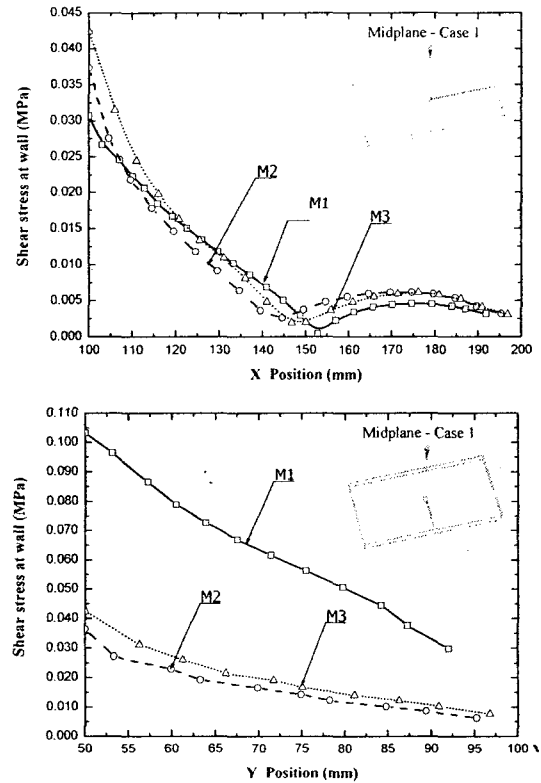 0.045
0.040
0.035
0.030
0.025
0.020
0.015
0.010
0.005
0.000
Shear stress at wall (MPa)
Midplane - Case 1
M2
M1
M3
100 110 120 130 140 150 160 170 180 190 200
X Position (mm)
0.110
0.100
0.090
0.080
0.070
0.060
0.050
0.040
0.030
0.020
0.010
0.000
Shear stress at wall (MPa)
Midplane - Case 1
M1
M2
M3
50 55 60 65 70 75 80 85 90 95 100
Y Position (mm)